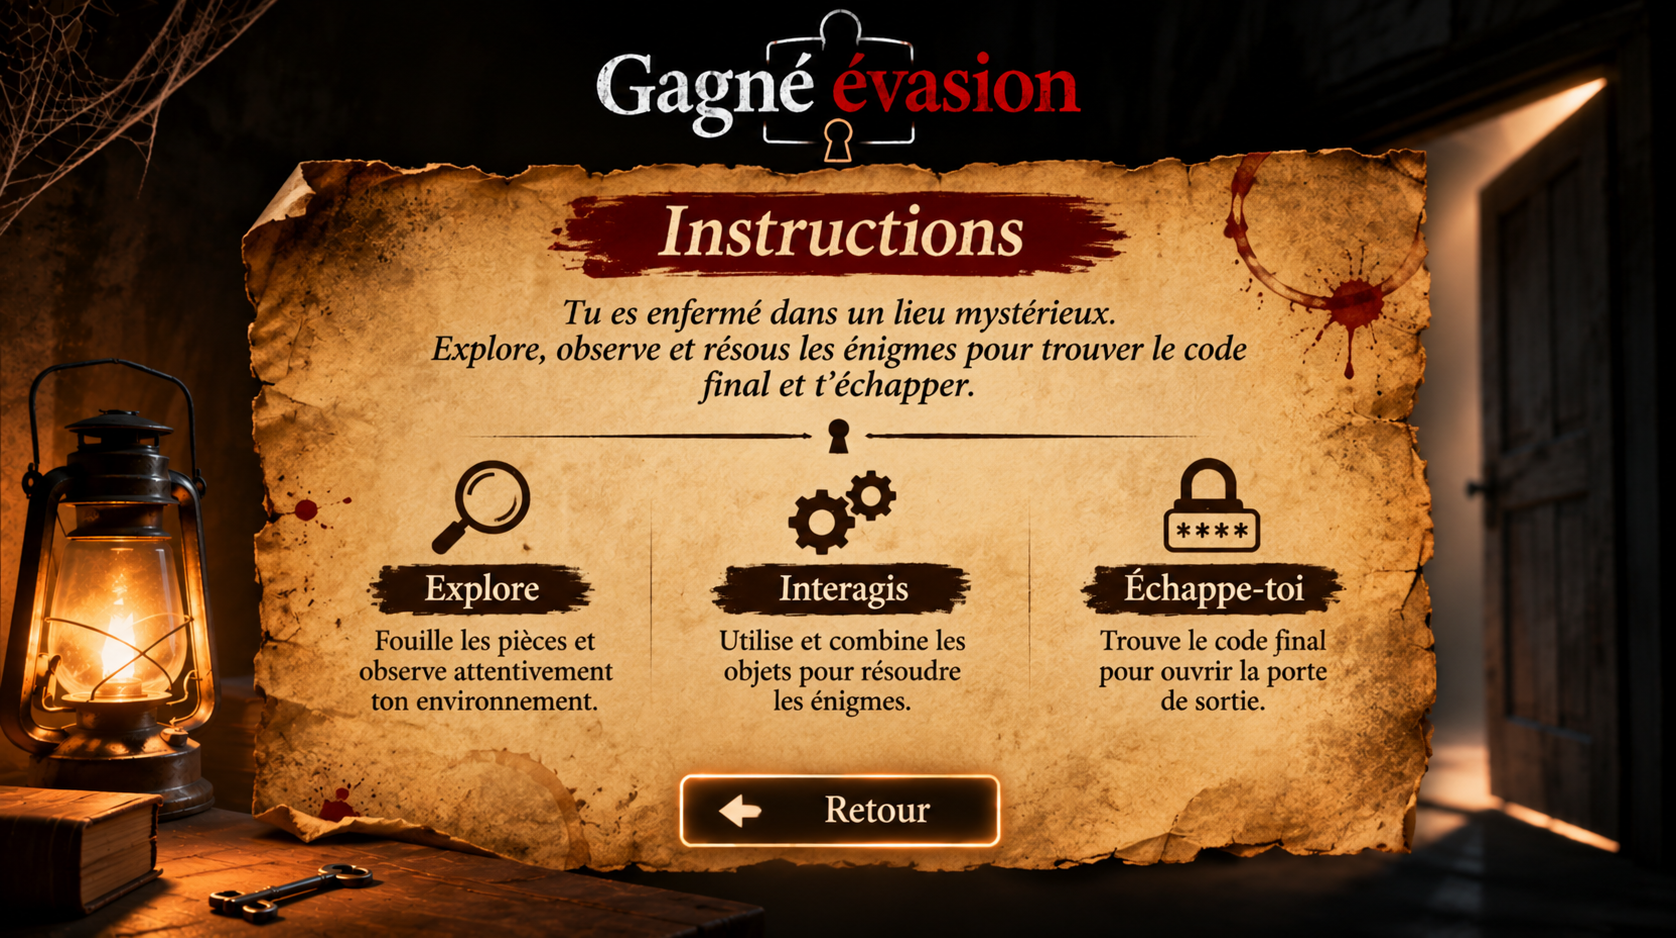 Gagné évasion
Instructions
Tu es enfermé dans un lieu mystérieux.
Explore, observe et résous les énigmes pour trouver le code
final et t’échapper.
****
Explore
Fouille les pièces et
observe attentivement
ton environnement.
Interagis
Utilise et combine les
objets pour résoudre
les énigmes.
Échappe-toi
Trouve le code final
pour ouvrir la porte
de sortie.
Retour